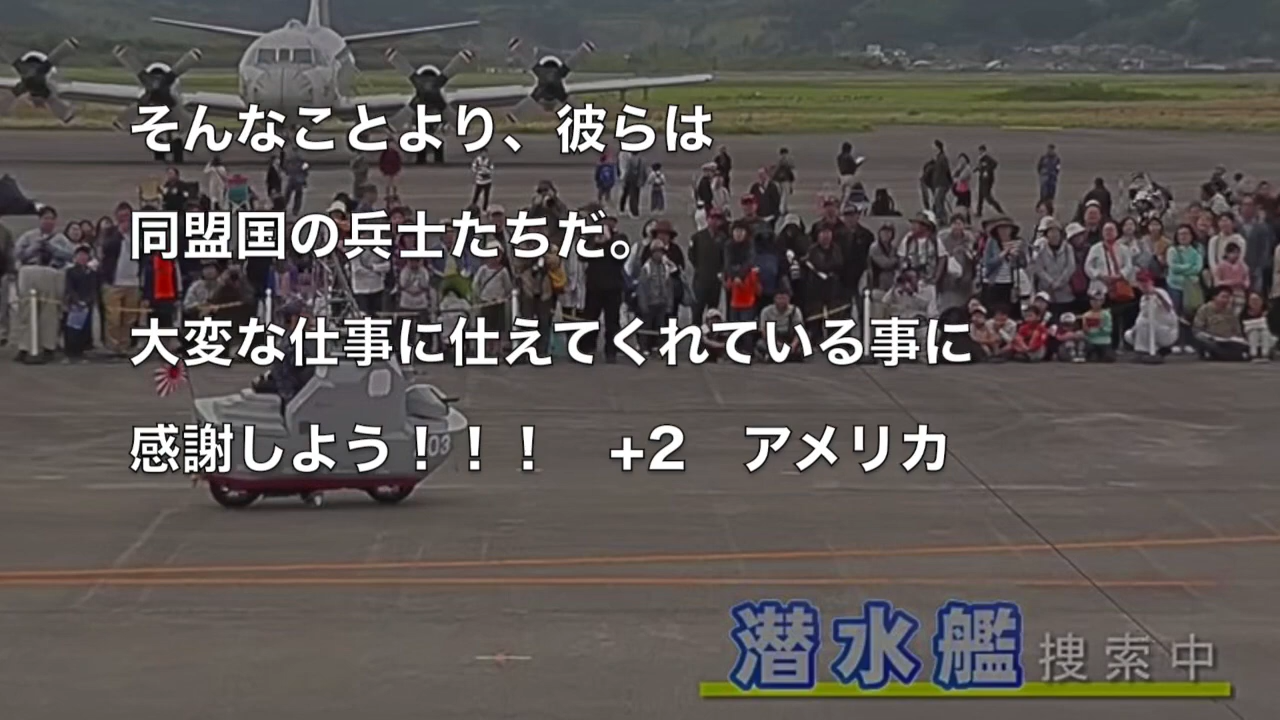 そんなことより、彼らは
同盟国の兵士たちだ。
大変な仕事に仕えてくれている事に
感謝しよう！！！　+2　アメリカ
03
潜水艦 捜索中